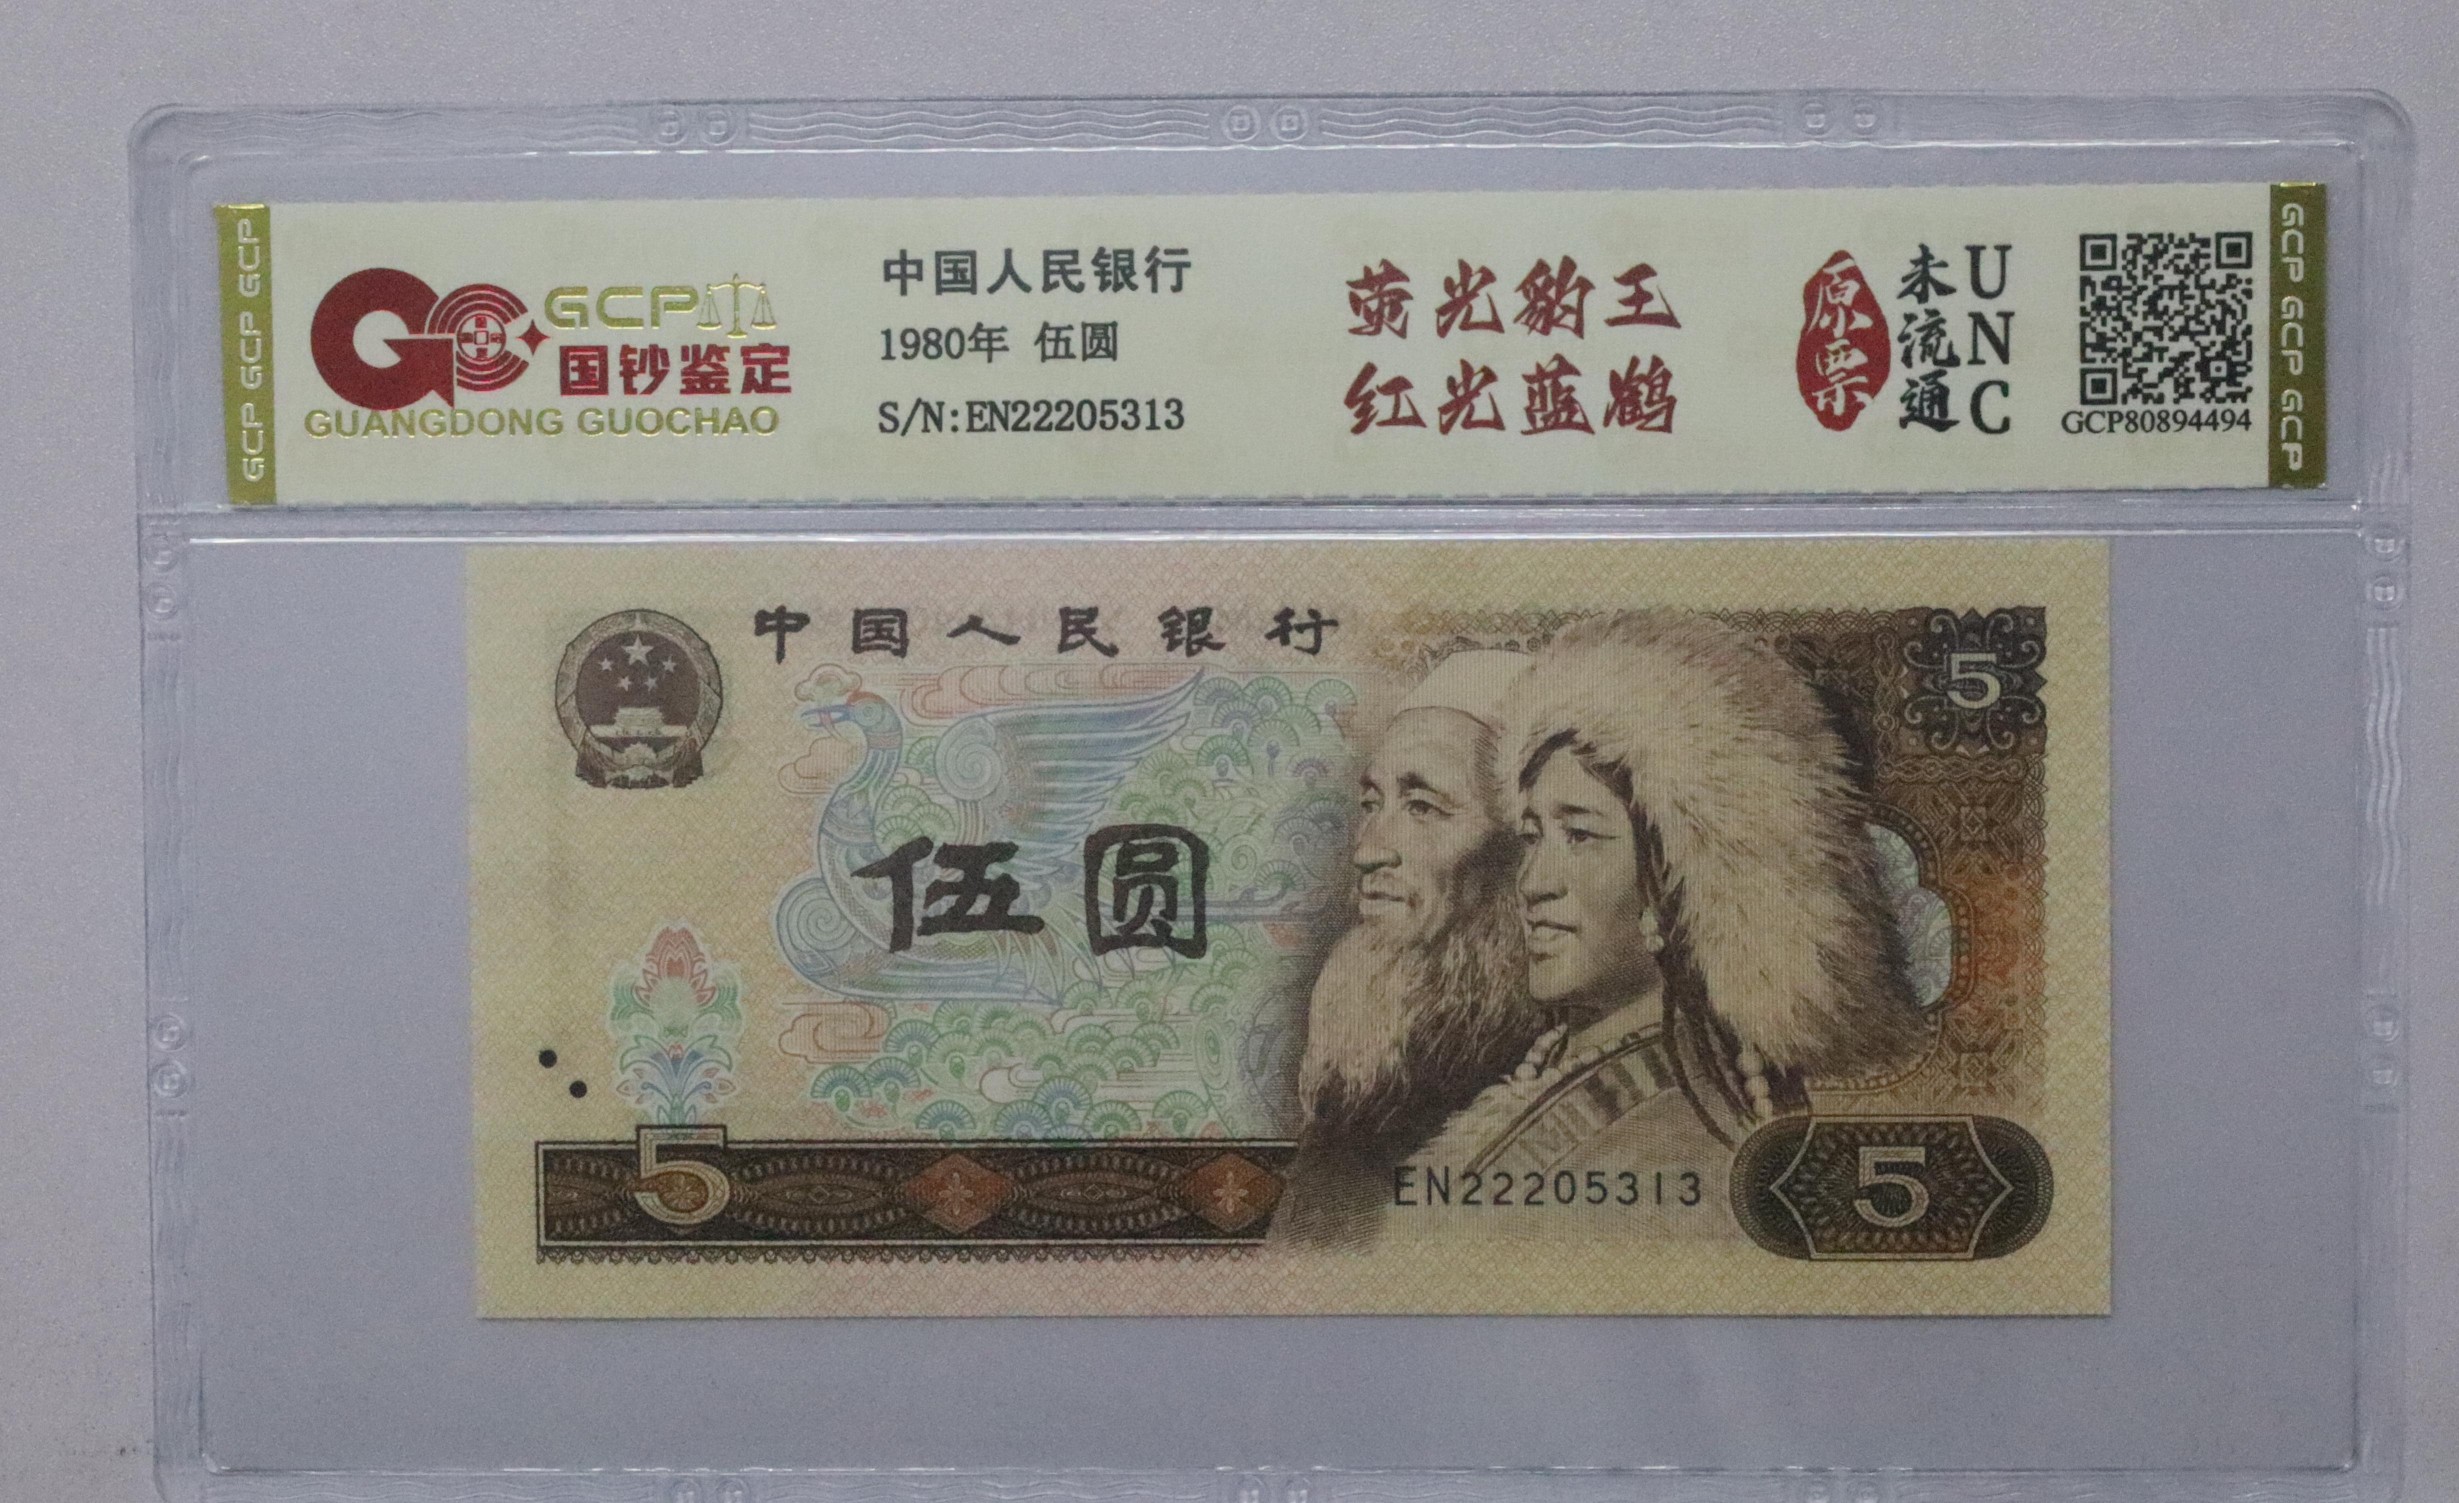 GCP GCP GCP
GCP
国钞鉴定
GUANGDONG GUOCHAO
中国人民银行
1980年 伍圆
S/N:EN22205313
荧光豹王
红光蓝鹤
原票
未流通
UNC
GCP80894494
GCP GCP GCP
中国人民银行
5
伍圆
5
EN22205313
5